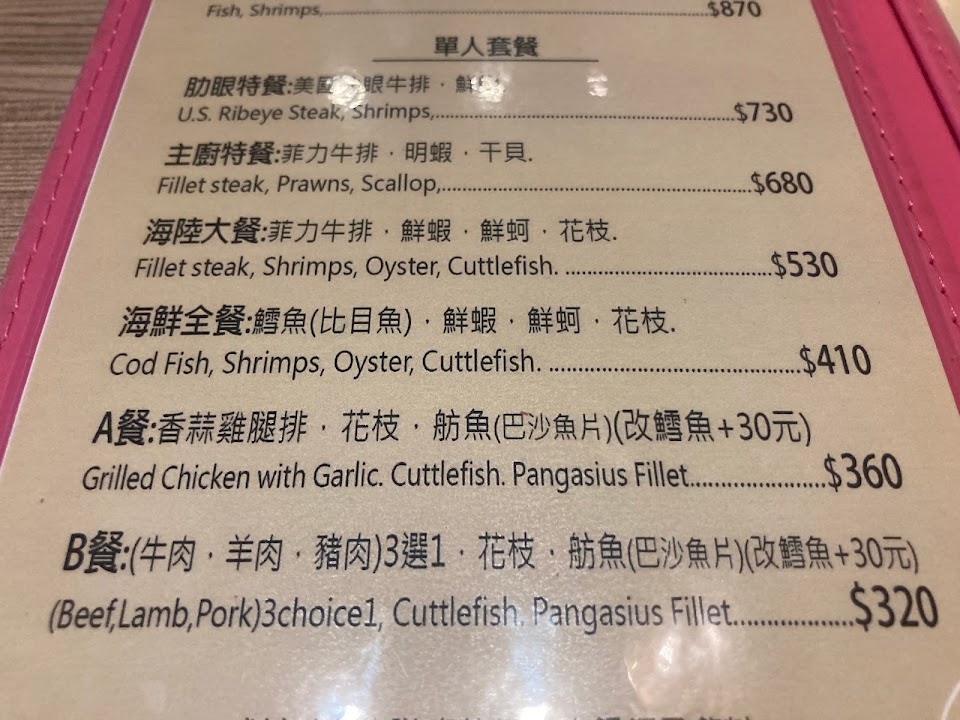 Fish, Shrimps,..........$870
單人套餐
肋眼特餐:美國 眼牛排．鮮
U.S. Ribeye Steak, Shrimps,..........$730
主廚特餐:菲力牛排．明蝦．干貝.
Fillet steak, Prawns, Scallop,..........$680
海陸大餐:菲力牛排．鮮蝦．鮮蚵．花枝.
Fillet steak, Shrimps, Oyster, Cuttlefish. ..........$530
海鮮全餐:鱈魚(比目魚)．鮮蝦．鮮蚵．花枝.
Cod Fish, Shrimps, Oyster, Cuttlefish. ..........$410
A餐:香蒜雞腿排．花枝．舫魚(巴沙魚片)(改鱈魚+30元)
Grilled Chicken with Garlic. Cuttlefish. Pangasius Fillet..........$360
B餐:(牛肉．羊肉．豬肉)3選1．花枝．舫魚(巴沙魚片)(改鱈魚+30元)
(Beef,Lamb,Pork)3choice1, Cuttlefish. Pangasius Fillet..........$320